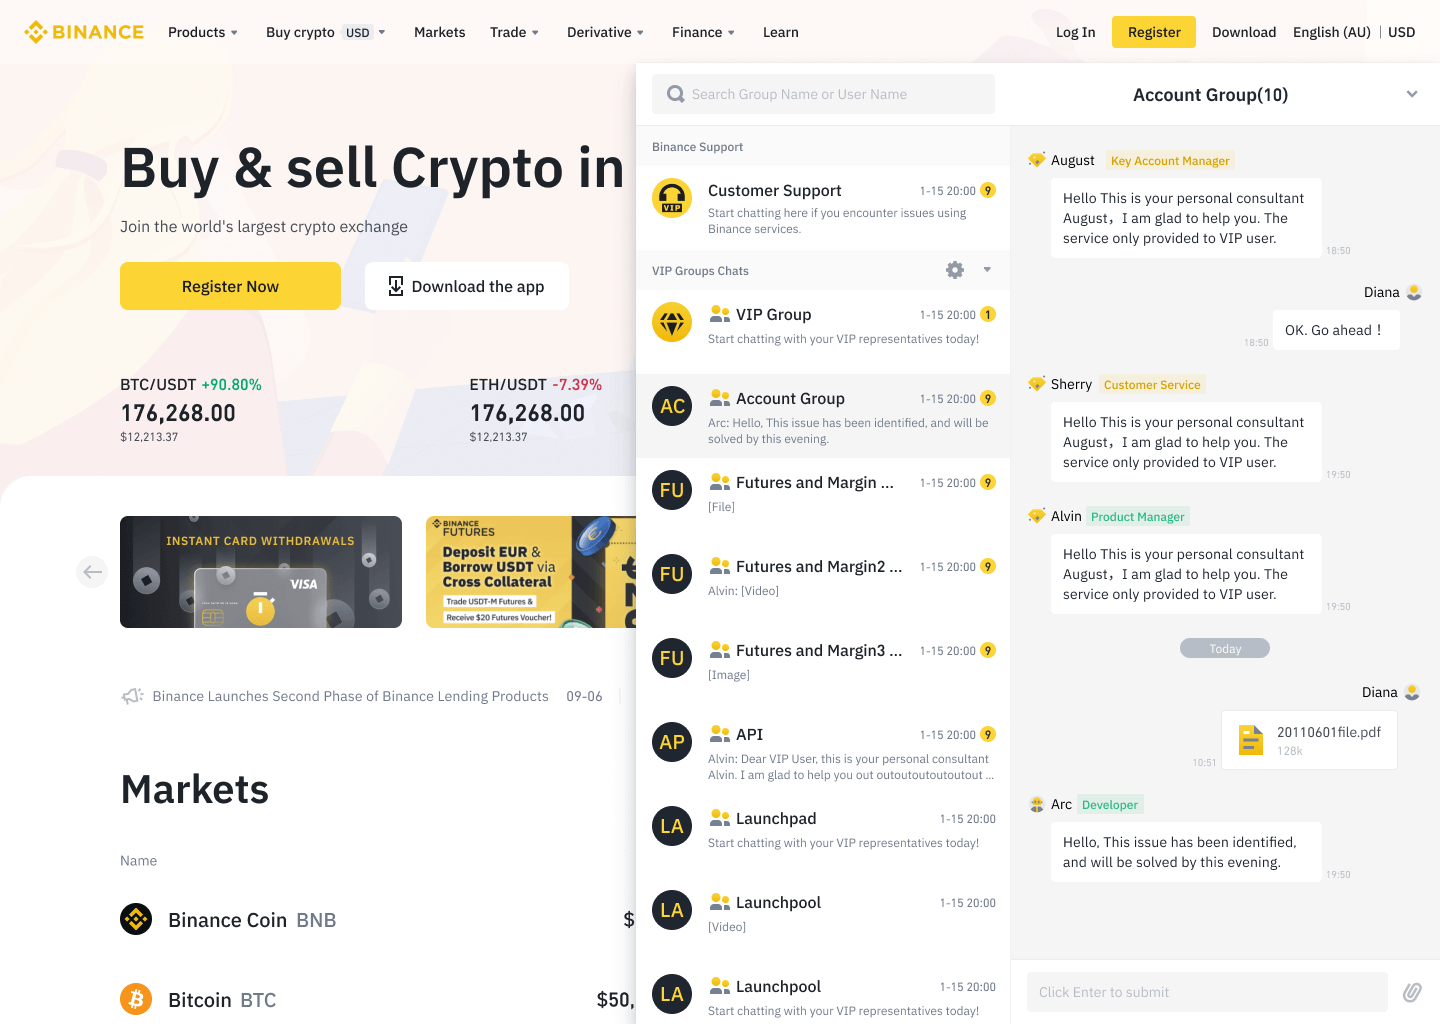 BINANCE
Products
Buy crypto USD
Markets
Trade
Derivative
Finance
Learn
Log In
Register
Download
English (AU)
USD
Buy & sell Crypto in
Join the world's largest crypto exchange
Register Now
Download the app
BTC/USDT +90.80%
176,268.00
$12,213.37
ETH/USDT -7.39%
176,268.00
$12,213.37
INSTANT CARD WITHDRAWALS
VISA
BINANCE
FUTURES
Deposit EUR &
Borrow USDT via
Cross Collateral
Trade USDT-M Futures &
Receive $20 Futures Voucher!
Binance Launches Second Phase of Binance Lending Products 09-06
Markets
Name
Binance Coin BNB
$
Bitcoin BTC
$50,
Search Group Name or User Name
Binance Support
Customer Support 1-15 20:00 9
VIP
Start chatting here if you encounter issues using
Binance services.
VIP Groups Chats
VIP Group 1-15 20:00 1
Start chatting with your VIP representatives today!
AC
Account Group 1-15 20:00 9
Arc: Hello, This issue has been identified, and will be
solved by this evening.
FU
Futures and Margin ... 1-15 20:00 9
[File]
FU
Futures and Margin2 ... 1-15 20:00 9
Alvin: [Video]
FU
Futures and Margin3 ... 1-15 20:00 9
[Image]
AP
API 1-15 20:00 9
Alvin: Dear VIP User, this is your personal consultant
Alvin. I am glad to help you out outoutoutoutoutout ...
LA
Launchpad 1-15 20:00
Start chatting with your VIP representatives today!
LA
Launchpool 1-15 20:00
[Video]
LA
Launchpool 1-15 20:00
Start chatting with your VIP representatives today!
Account Group(10)
August Key Account Manager
Hello This is your personal consultant
August，I am glad to help you. The
service only provided to VIP user.
18:50
Diana
OK. Go ahead！
18:50
Sherry Customer Service
Hello This is your personal consultant
August，I am glad to help you. The
service only provided to VIP user.
19:50
Alvin Product Manager
Hello This is your personal consultant
August，I am glad to help you. The
service only provided to VIP user.
19:50
Today
Diana
20110601file.pdf
128k
10:51
Arc Developer
Hello, This issue has been identified,
and will be solved by this evening.
19:50
Click Enter to submit